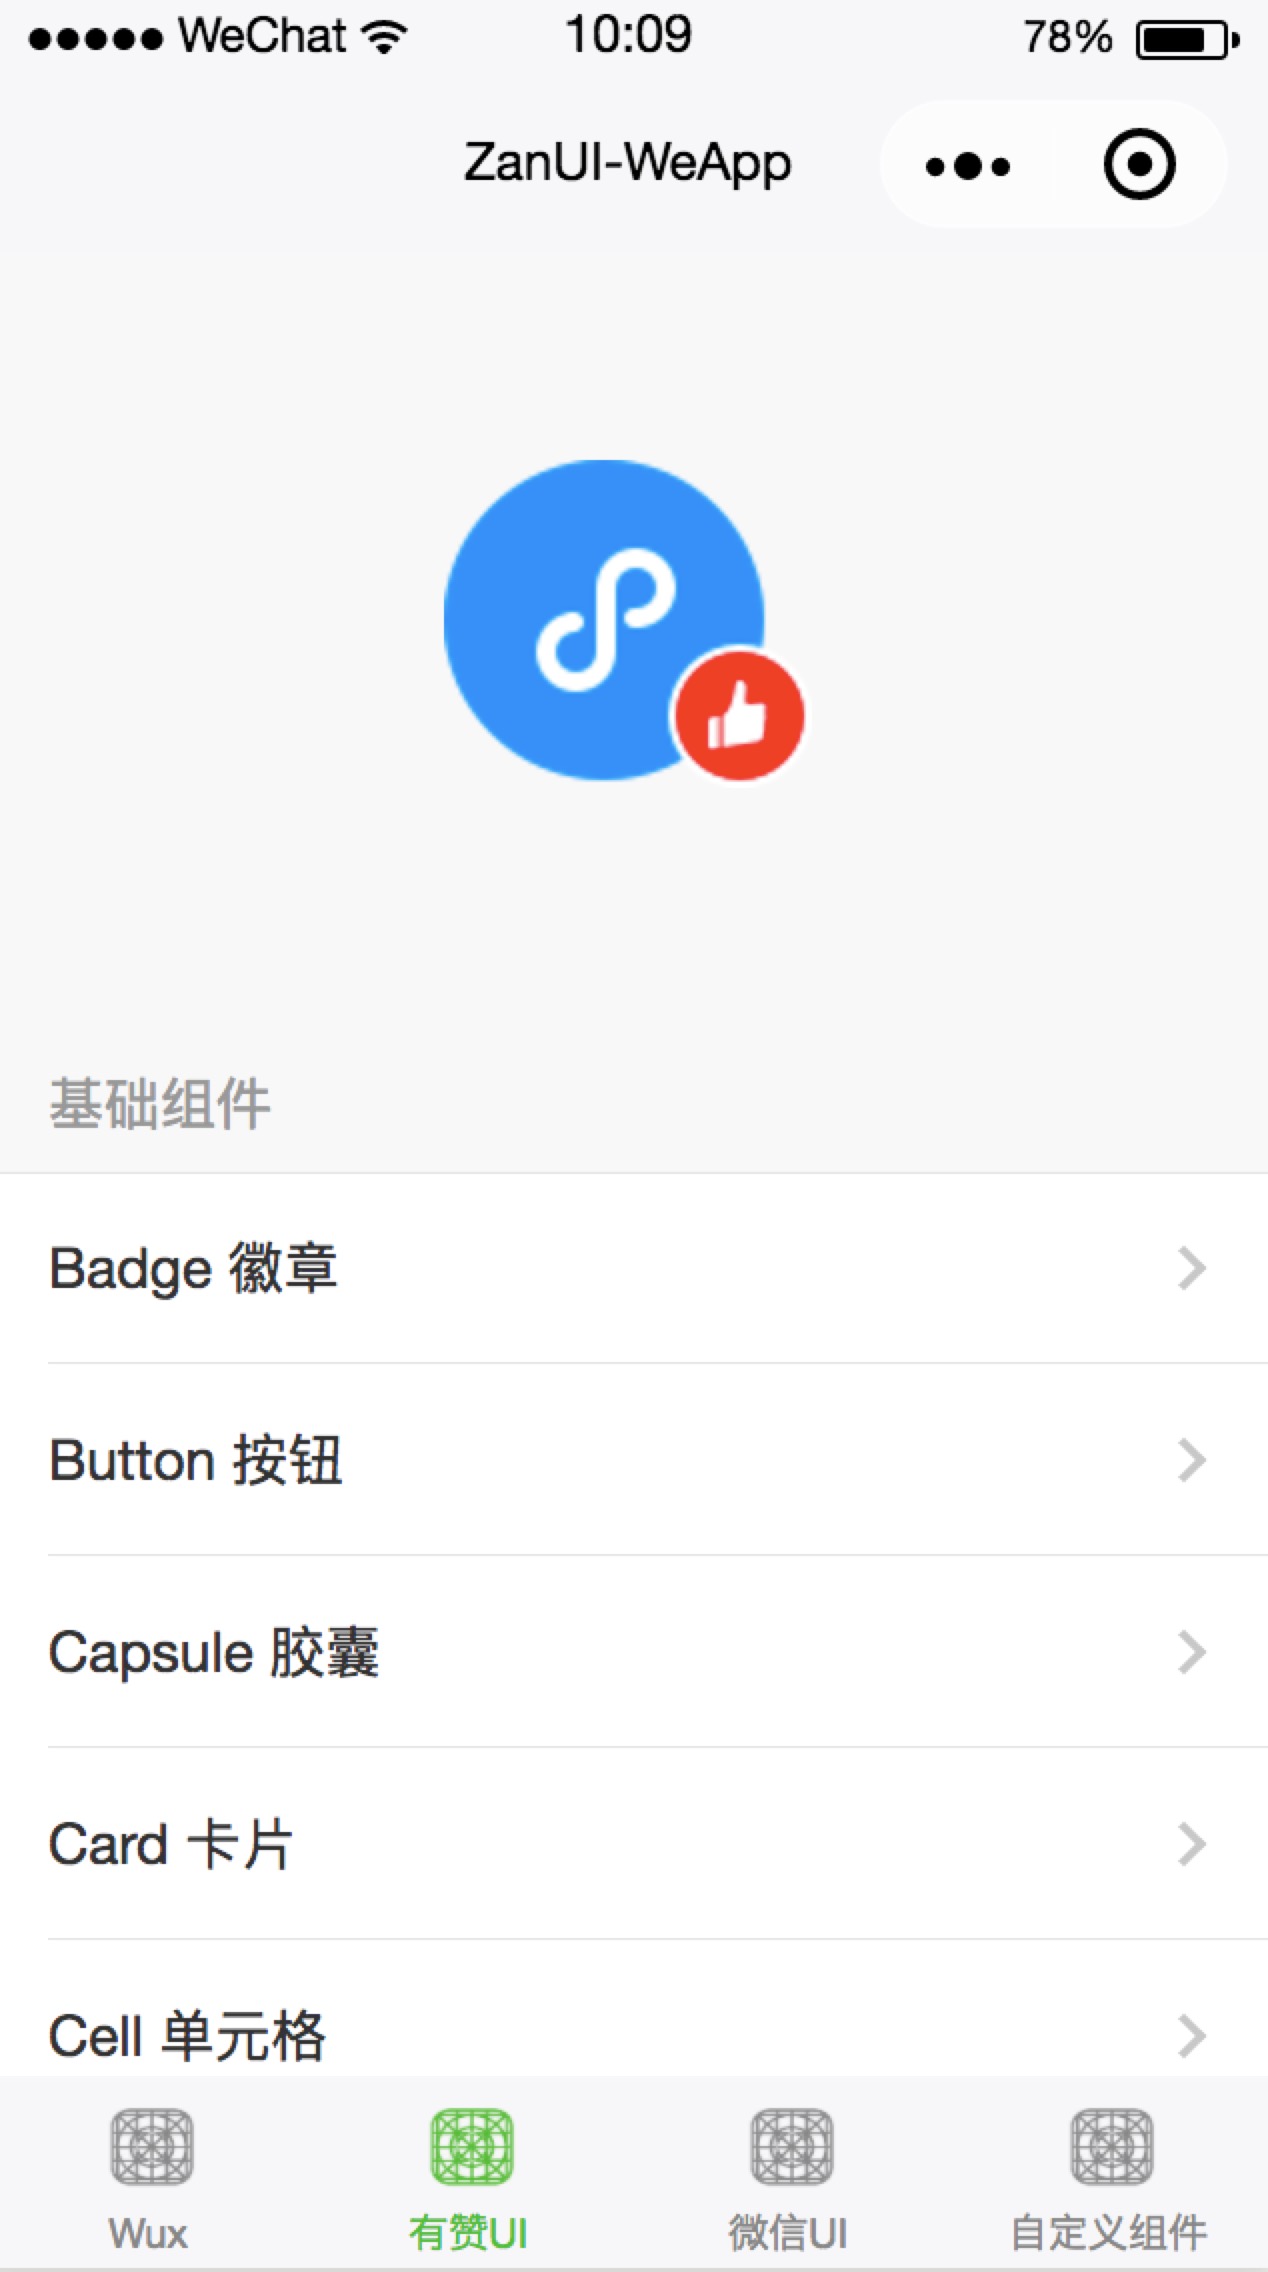 WeChat 10:09 78%
ZanUI-WeApp
基础组件
Badge 徽章
Button 按钮
Capsule 胶囊
Card 卡片
Cell 单元格
Wux 有赞UI 微信UI 自定义组件